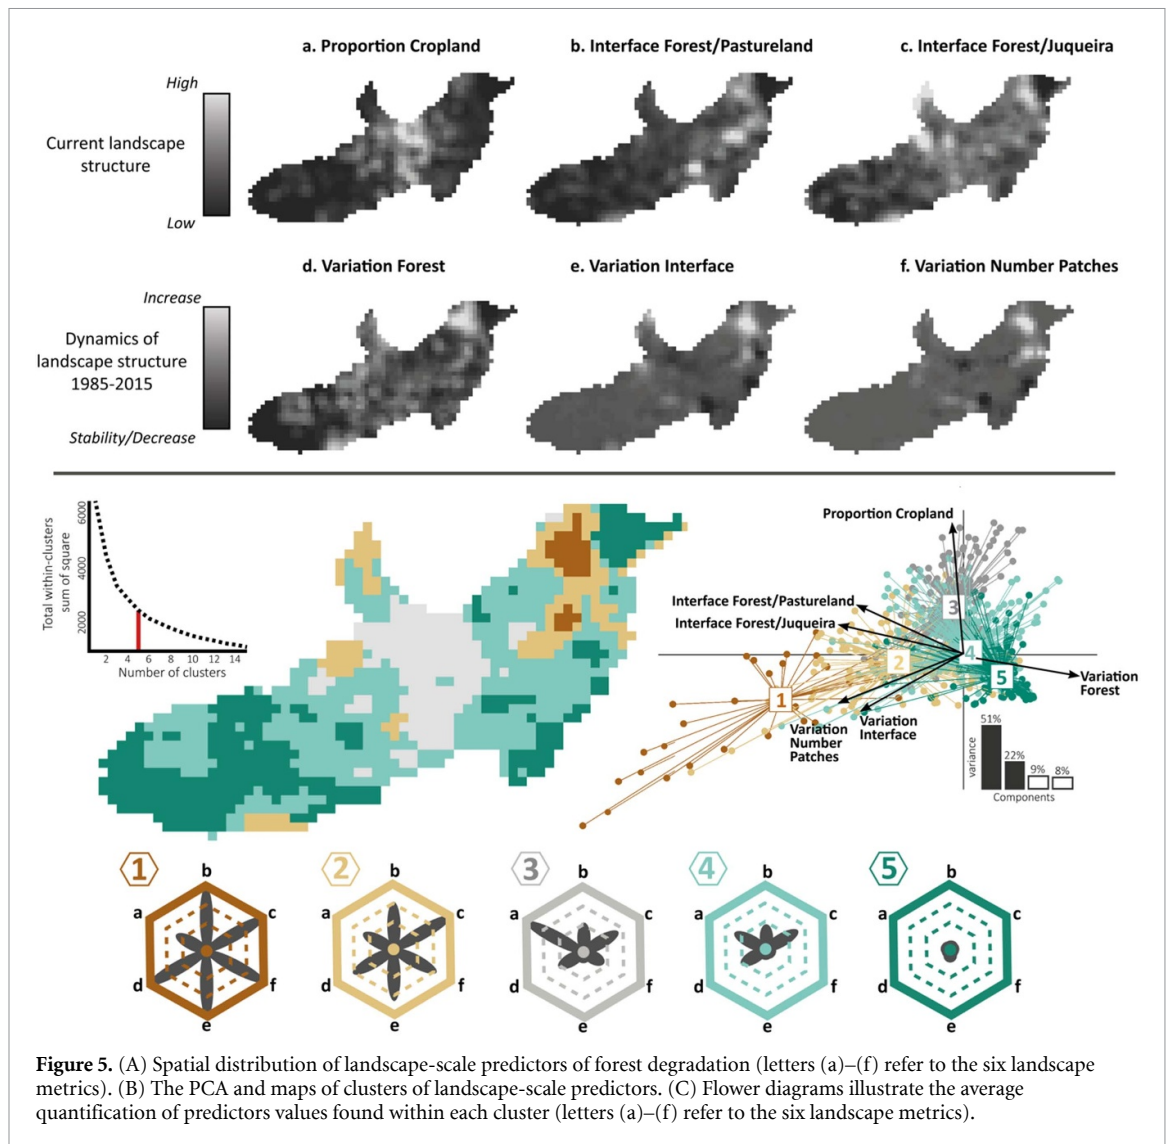 a. Proportion Cropland
b. Interface Forest/Pastureland
c. Interface Forest/Juqueira
High
Current landscape
structure
Low
d. Variation Forest
e. Variation Interface
f. Variation Number Patches
Increase
Dynamics of
landscape structure
1985-2015
Stability/Decrease
Total within-clusters
sum of square
6000
4000
2000
2 4 6 8 10 12 14
Number of clusters
Proportion Cropland
Interface Forest/Pastureland
Interface Forest/Juqueira
3
4
2
5
1
Variation
Forest
Variation
Interface
Variation
Number
Patches
51%
22%
9%
8%
variance
Components
1
b
a
c
d
f
e
2
b
a
c
d
f
e
3
b
a
c
d
f
e
4
b
a
c
d
f
e
5
b
a
c
d
f
e
Figure 5. (A) Spatial distribution of landscape-scale predictors of forest degradation (letters (a)–(f) refer to the six landscape
metrics). (B) The PCA and maps of clusters of landscape-scale predictors. (C) Flower diagrams illustrate the average
quantification of predictors values found within each cluster (letters (a)–(f) refer to the six landscape metrics).